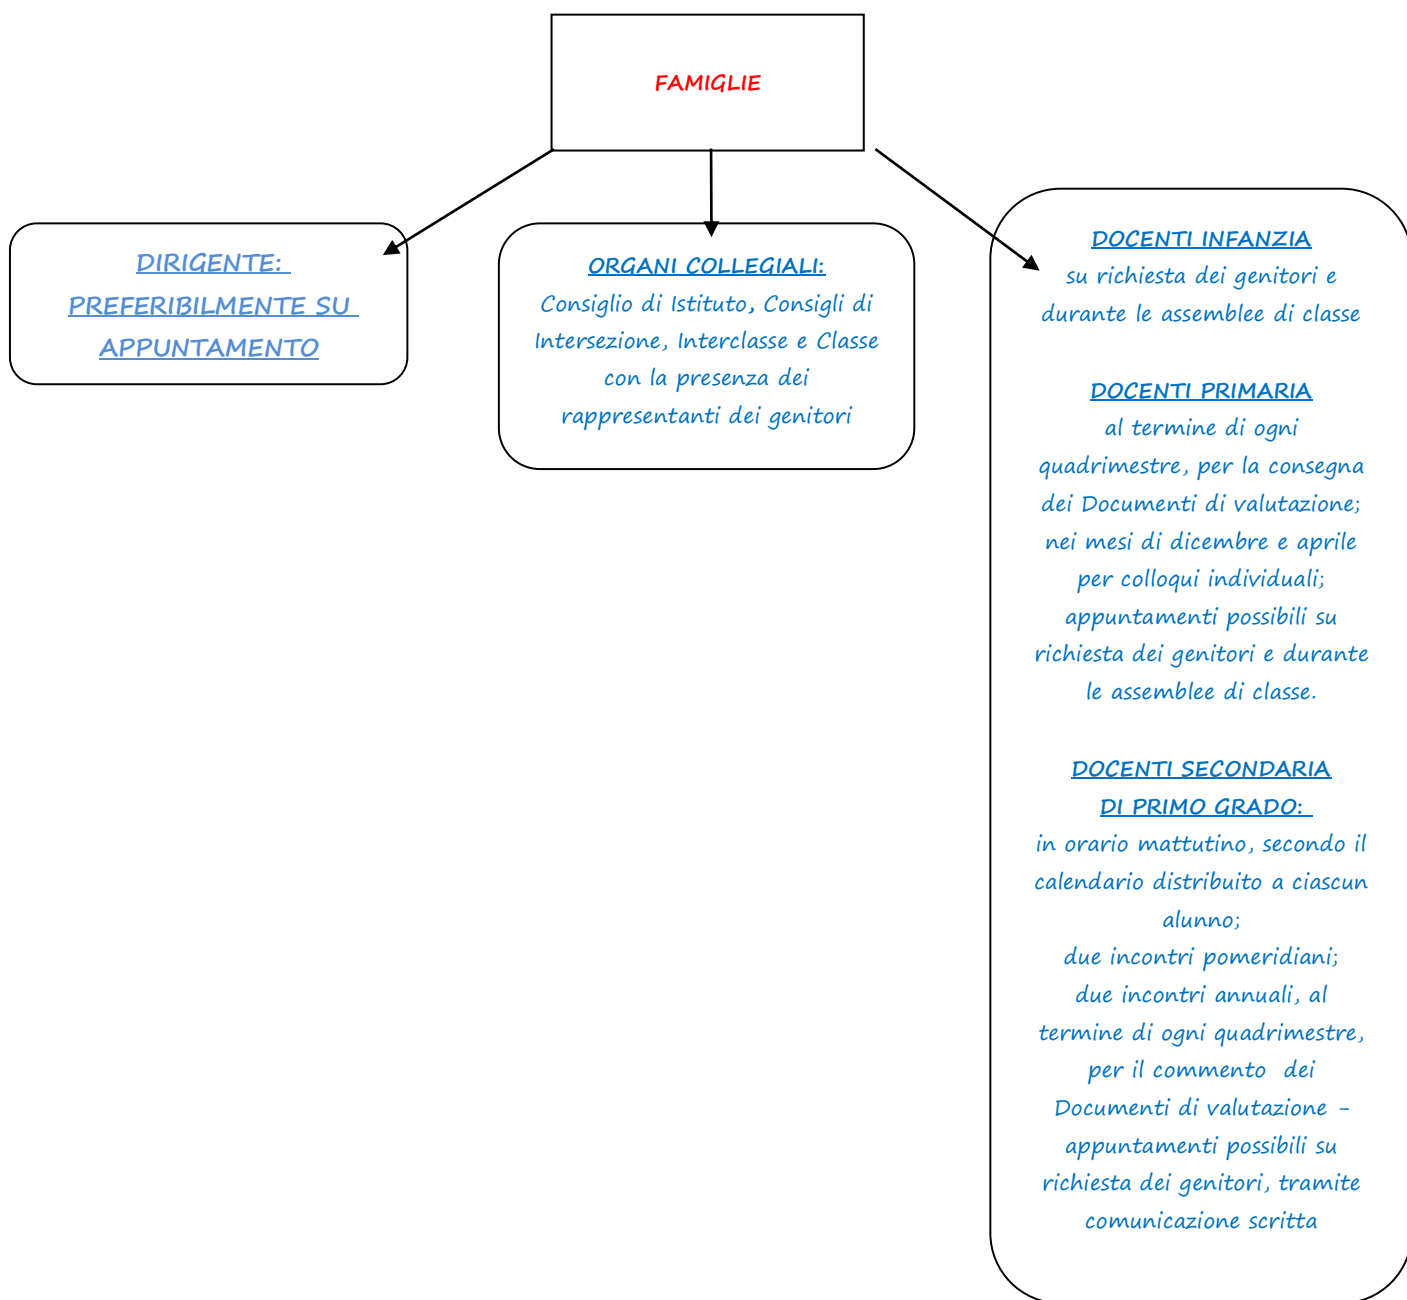 FAMIGLIE
DIRIGENTE:
PREFERIBILMENTE SU
APPUNTAMENTO
ORGANI COLLEGIALI:
Consiglio di Istituto, Consigli di
Intersezione, Interclasse e Classe
con la presenza dei
rappresentanti dei genitori
DOCENTI INFANZIA
su richiesta dei genitori e
durante le assemblee di classe
DOCENTI PRIMARIA
al termine di ogni
quadrimestre, per la consegna
dei Documenti di valutazione;
nei mesi di dicembre e aprile
per colloqui individuali;
appuntamenti possibili su
richiesta dei genitori e durante
le assemblee di classe.
DOCENTI SECONDARIA
DI PRIMO GRADO:
in orario mattutino, secondo il
calendario distribuito a ciascun
alunno;
due incontri pomeridiani;
due incontri annuali, al
termine di ogni quadrimestre,
per il commento  dei
Documenti di valutazione -
appuntamenti possibili su
richiesta dei genitori, tramite
comunicazione scritta